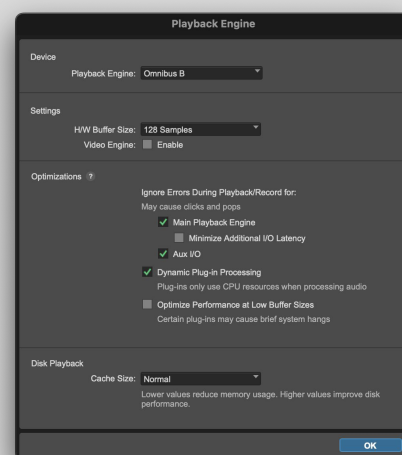 Playback Engine
Device
Playback Engine: Omnibus B
Settings
H/W Buffer Size: 128 Samples
Video Engine: Enable
Optimizations ?
Ignore Errors During Playback/Record for:
May cause clicks and pops
Main Playback Engine
Minimize Additional I/O Latency
Aux I/O
Dynamic Plug-in Processing
Plug-ins only use CPU resources when processing audio
Optimize Performance at Low Buffer Sizes
Certain plug-ins may cause brief system hangs
Disk Playback
Cache Size: Normal
Lower values reduce memory usage. Higher values improve disk
performance.
OK